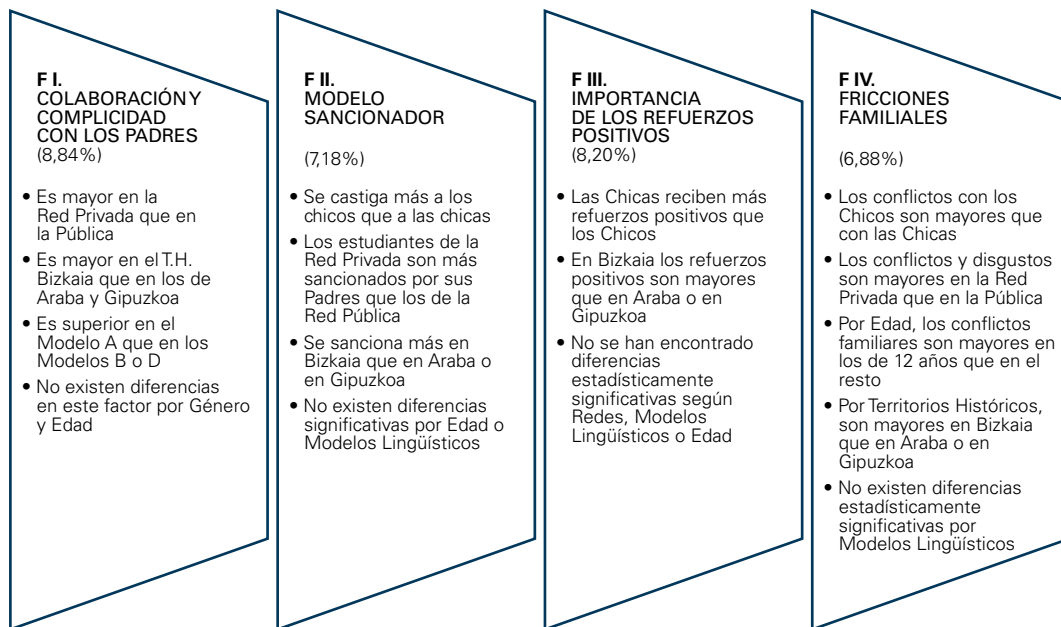 F I.
COLABORACIÓN Y
COMPLICIDAD
CON LOS PADRES
(8,84%)
• Es mayor en la
Red Privada que en
la Pública
• Es mayor en el T.H.
Bizkaia que en los de
Araba y Gipuzkoa
• Es superior en el
Modelo A que en los
Modelos B o D
• No existen diferencias
en este factor por Género
y Edad
F II.
MODELO
SANCIONADOR
(7,18%)
• Se castiga más a los
chicos que a las chicas
• Los estudiantes de la
Red Privada son más
sancionados por sus
Padres que los de la
Red Pública
• Se sanciona más en
Bizkaia que en Araba o
en Gipuzkoa
• No existen diferencias
significativas por Edad o
Modelos Lingüísticos
F III.
IMPORTANCIA
DE LOS REFUERZOS
POSITIVOS
(8,20%)
• Las Chicas reciben más
refuerzos positivos que
los Chicos
• En Bizkaia los refuerzos
positivos son mayores
que en Araba o en
Gipuzkoa
• No se han encontrado
diferencias
estadísticamente
significativas según
Redes, Modelos
Lingüísticos o Edad
F IV.
FRICCIONES
FAMILIALES
(6,88%)
• Los conflictos con los
Chicos son mayores que
con las Chicas
• Los conflictos y disgustos
son mayores en la Red
Privada que en la Pública
• Por Edad, los conflictos
familiares son mayores en
los de 12 años que en el
resto
• Por Territorios Históricos,
son mayores en Bizkaia
que en Araba o en
Gipuzkoa
• No existen diferencias
estadísticamente
significativas por
Modelos Lingüísticos